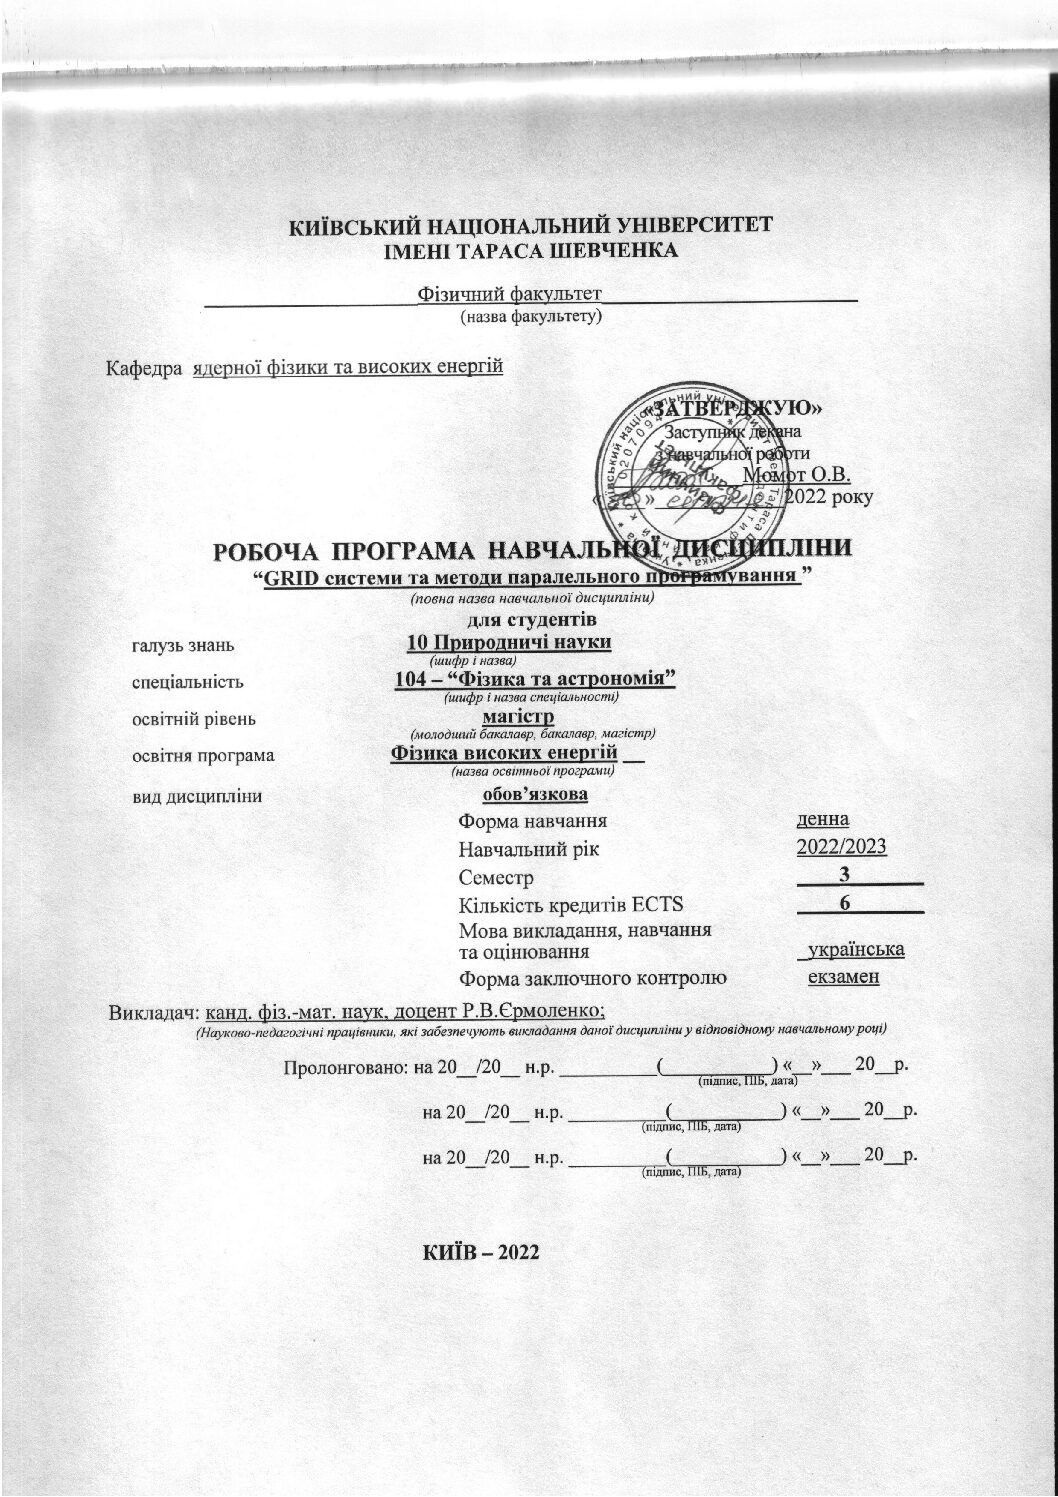 КИЇВСЬКИЙ НАЦІОНАЛЬНИЙ УНІВЕРСИТЕТ
ІМЕНІ ТАРАСА ШЕВЧЕНКА
Фізичний факультет
(назва факультету)
Кафедра ядерної фізики та високих енергій
«ЗАТВЕРДЖУЮ»
Заступник декана
з навчальної роботи
Момот О.В.
« » 2022 року
РОБОЧА ПРОГРАМА НАВЧАЛЬНОЇ ДИСЦИПЛІНИ
“GRID системи та методи паралельного програмування ”
(повна назва навчальної дисципліни)
для студентів
галузь знань 10 Природничі науки
(шифр і назва)
спеціальність 104 – “Фізика та астрономія”
(шифр і назва спеціальності)
освітній рівень магістр
(молодший бакалавр, бакалавр, магістр)
освітня програма Фізика високих енергій __
(назва освітньої програми)
вид дисципліни обов’язкова
Форма навчання денна
Навчальний рік 2022/2023
Семестр 3
Кількість кредитів ECTS 6
Мова викладання, навчання
та оцінювання _українська
Форма заключного контролю екзамен
Викладач: канд. фіз.-мат. наук, доцент Р.В.Єрмоленко;
(Науково-педагогічні працівники, які забезпечують викладання даної дисципліни у відповідному навчальному році)
Пролонговано: на 20__/20__ н.р. __________(___________) «__»___ 20__р.
(підпис, ПІБ, дата)
на 20__/20__ н.р. __________(___________) «__»___ 20__р.
(підпис, ПІБ, дата)
на 20__/20__ н.р. __________(___________) «__»___ 20__р.
(підпис, ПІБ, дата)
КИЇВ – 2022